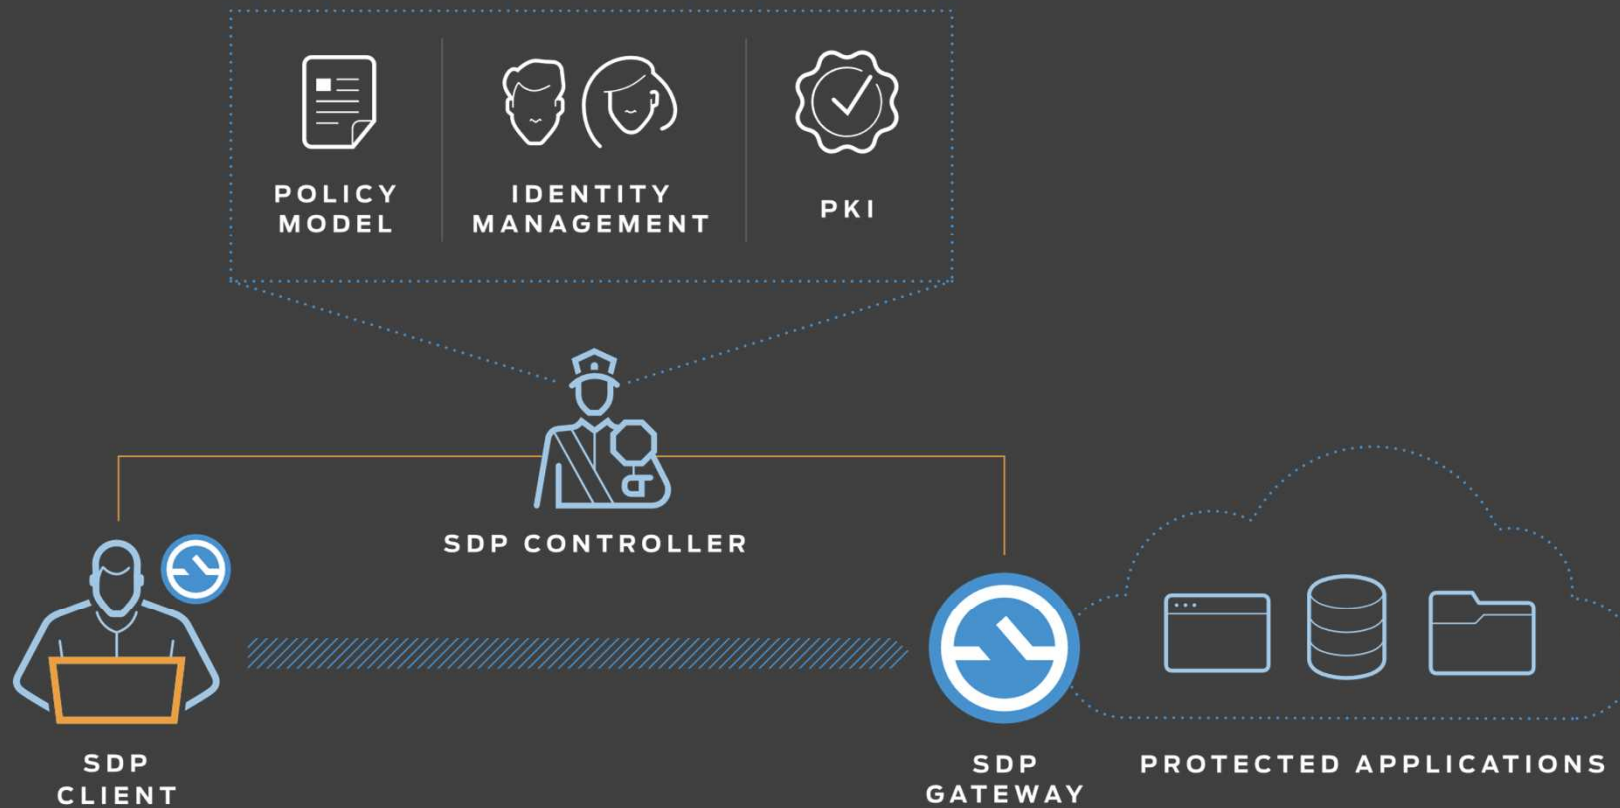 POLICY
MODEL
IDENTITY
MANAGEMENT
PKI
SDP CONTROLLER
SDP
CLIENT
SDP
GATEWAY
PROTECTED APPLICATIONS